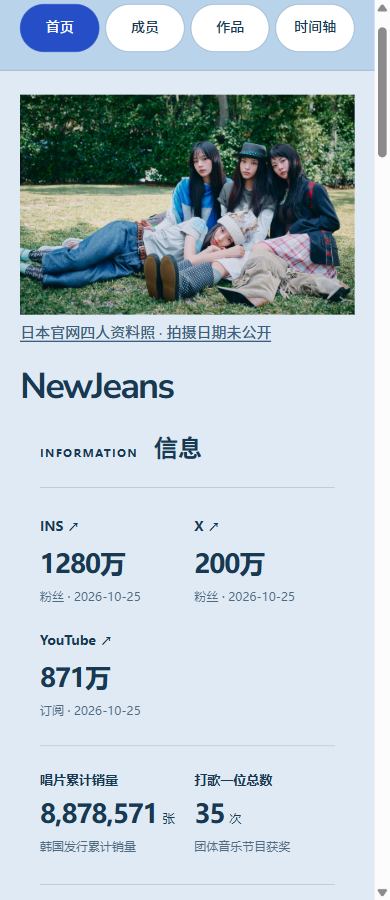 首页 成员 作品 时间轴
日本官网四人资料照 · 拍摄日期未公开
NewJeans
INFORMATION 信息
INS ↗ X ↗
1280万 200万
粉丝 · 2026-10-25 粉丝 · 2026-10-25
YouTube ↗
871万
订阅 · 2026-10-25
唱片累计销量 打歌一位总数
8,878,571 张 35 次
韩国发行累计销量 团体音乐节目获奖